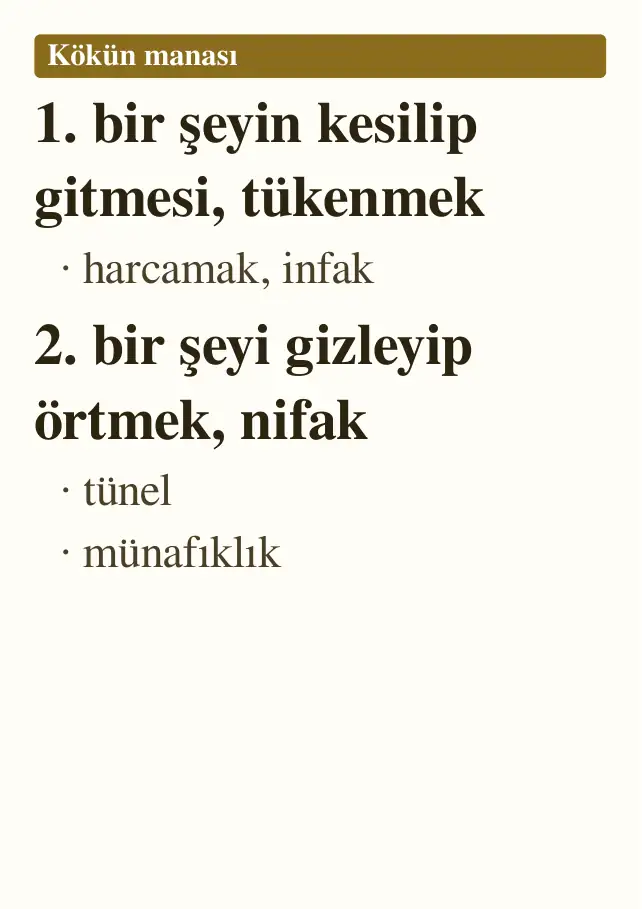 Kökün manası
1. bir şeyin kesilip
gitmesi, tükenmek
· harcamak, infak
2. bir şeyi gizleyip
örtmek, nifak
· tünel
· münafıklık